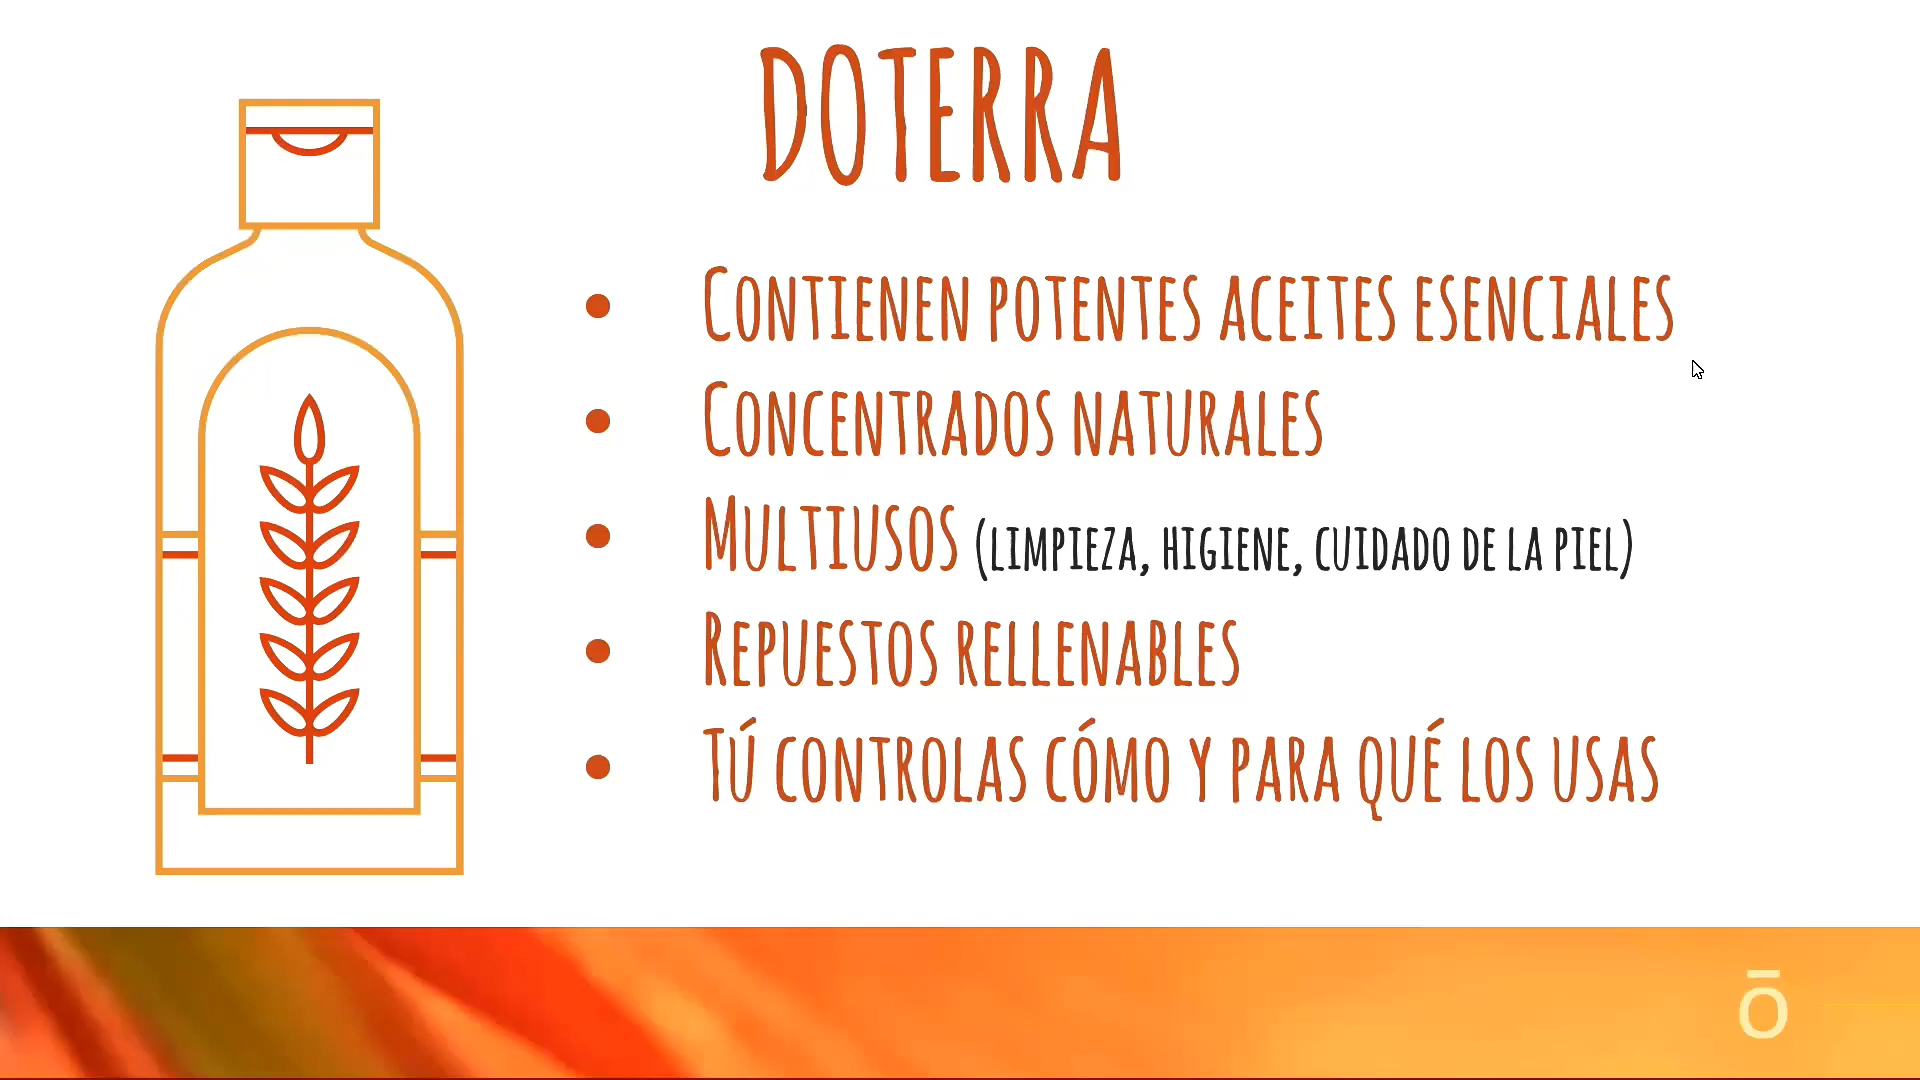 DOTERRA
• Contienen potentes aceites esenciales
• Concentrados naturales
• Multiusos (limpieza, higiene, cuidado de la piel)
• Repuestos rellenables
• Tú controlas cómo y para qué los usas
ō